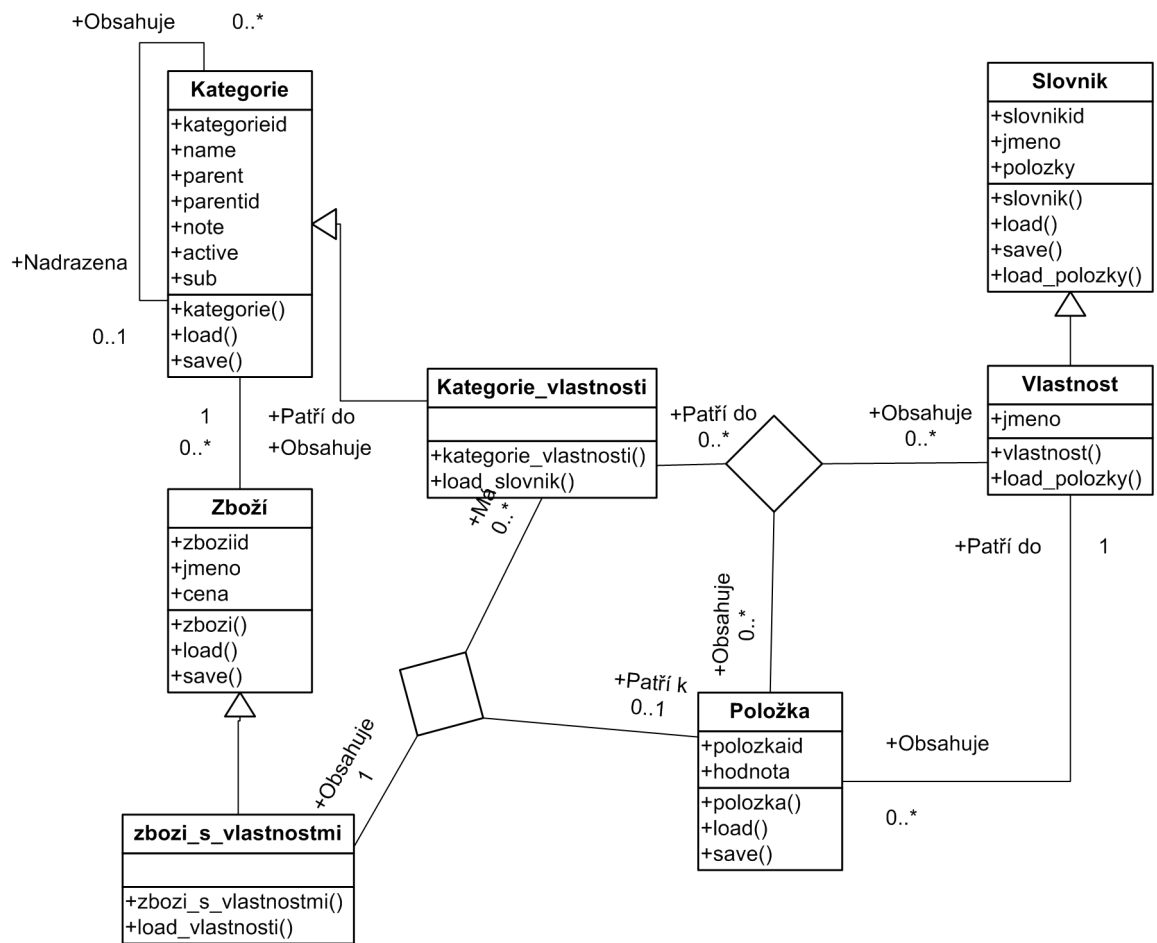 +Obsahuje 0..*
Kategorie
+kategorieid
+name
+parent
+parentid
+note
+active
+sub
+kategorie()
+load()
+save()
+Nadrazena
0..1
Slovnik
+slovnikid
+jmeno
+polozky
+slovnik()
+load()
+save()
+load_polozky()
1 +Patří do
0..* +Obsahuje
Kategorie_vlastnosti
+kategorie_vlastnosti()
+load_slovnik()
+Patří do
0..*
+Obsahuje
0..*
Vlastnost
+jmeno
+vlastnost()
+load_polozky()
Zboží
+zboziid
+jmeno
+cena
+zbozi()
+load()
+save()
+Má
0..*
+Patří do 1
+Obsahuje
0..*
+Patří k
0..1
Položka
+polozkaid
+hodnota
+polozka()
+load()
+save()
+Obsahuje
0..*
+Obsahuje
1
zbozi_s_vlastnostmi
+zbozi_s_vlastnostmi()
+load_vlastnosti()